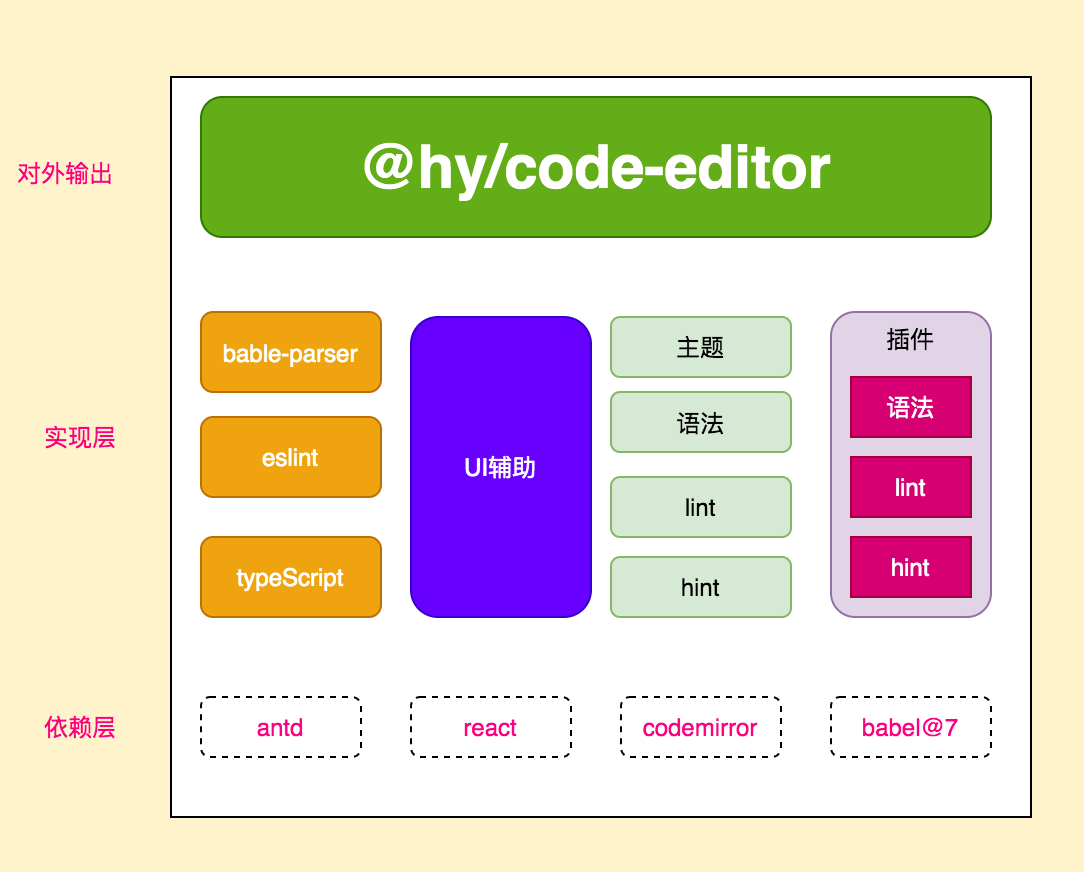 对外输出
@hy/code-editor
实现层
bable-parser
eslint
typeScript
UI辅助
主题
语法
lint
hint
插件
语法
lint
hint
依赖层
antd
react
codemirror
babel@7